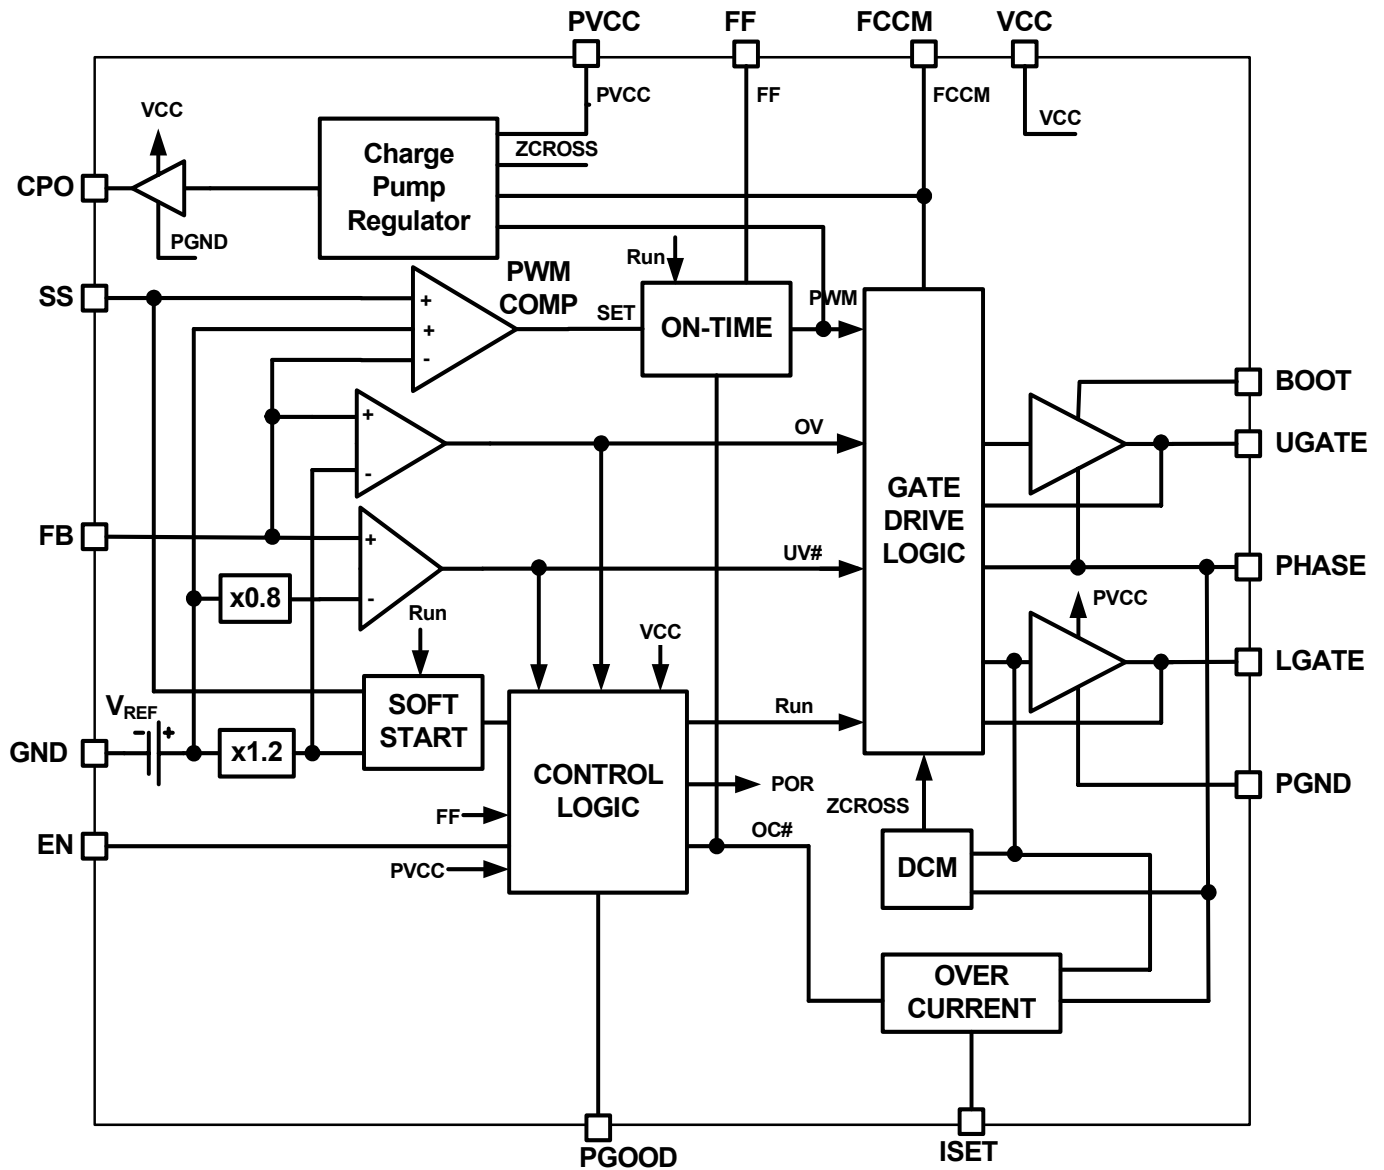 PVCC
FF
FCCM
VCC
PVCC
FF
FCCM
VCC
VCC
CPO
PGND
Charge
Pump
Regulator
ZCROSS
SS
+
+
-
PWM
COMP
SET
Run
ON-TIME
PWM
+
-
OV
BOOT
UGATE
FB
+
-
UV#
GATE
DRIVE
LOGIC
PHASE
x0.8
Run
VCC
PVCC
LGATE
VREF
- +
GND
x1.2
SOFT
START
Run
CONTROL
LOGIC
POR
ZCROSS
PGND
FF
EN
PVCC
OC#
DCM
OVER
CURRENT
PGOOD
ISET